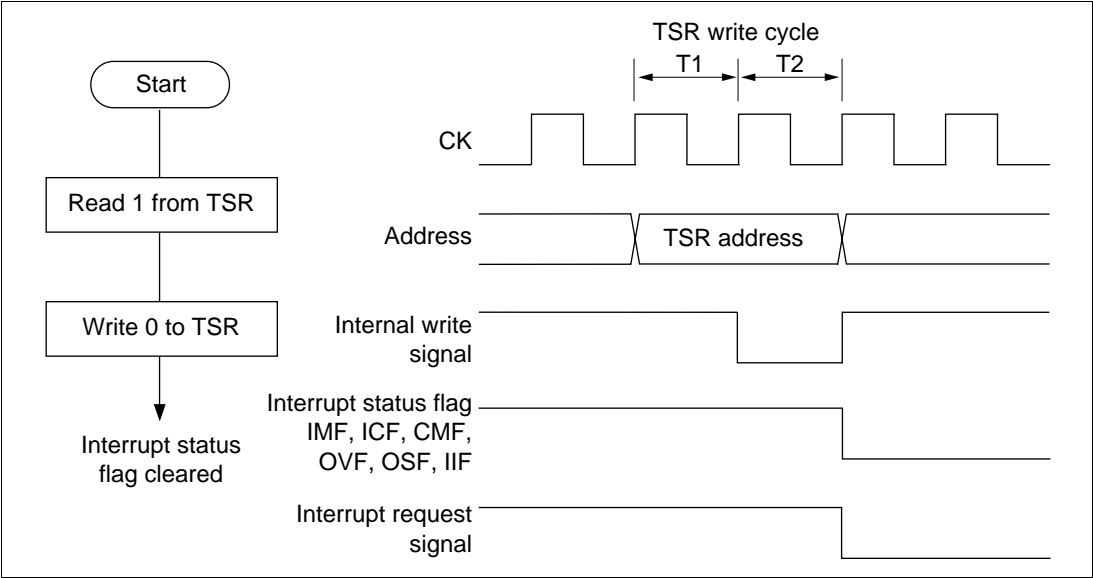 Start
Read 1 from TSR
Write 0 to TSR
Interrupt status
flag cleared
TSR write cycle
T1
T2
CK
Address
TSR address
Internal write
signal
Interrupt status flag
IMF, ICF, CMF,
OVF, OSF, IIF
Interrupt request
signal